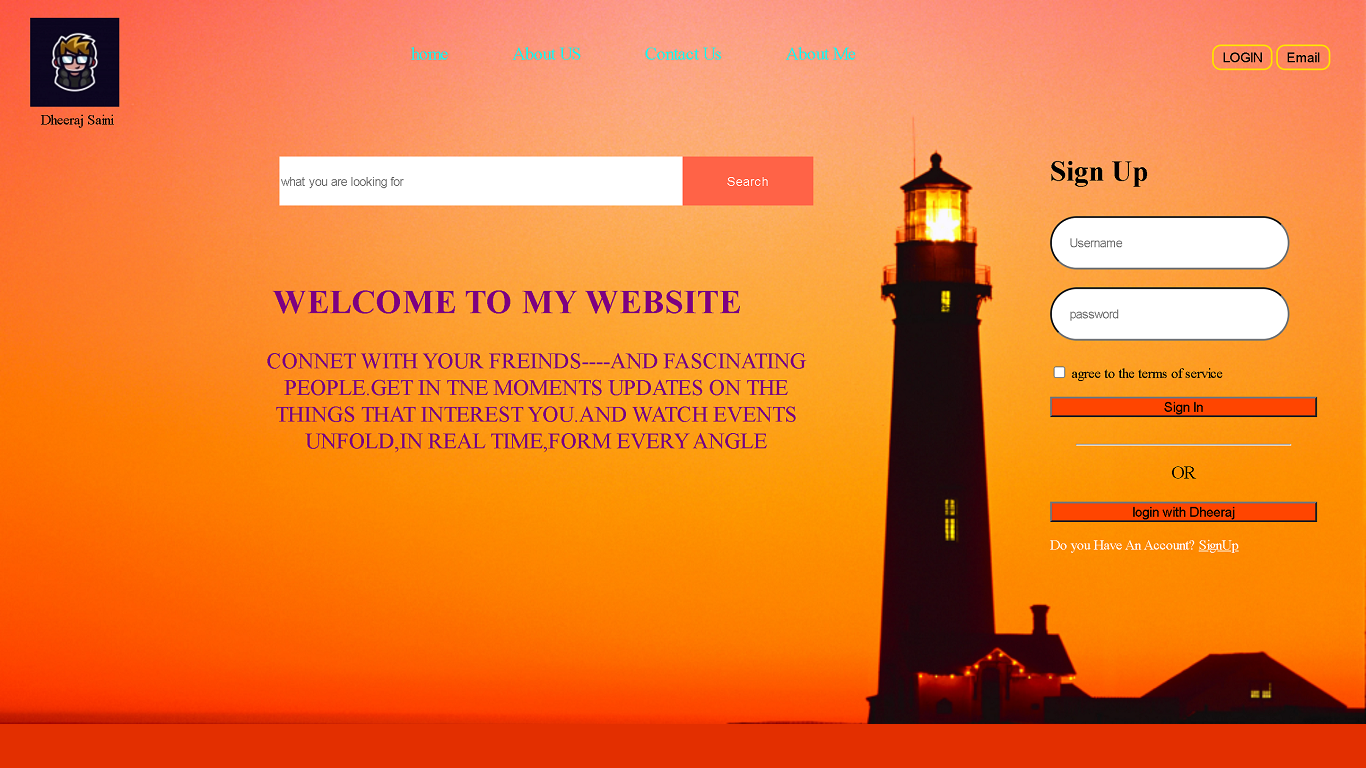 home About US Contact Us About Me
LOGIN Email
Dheeraj Saini
what you are looking for Search
WELCOME TO MY WEBSITE
CONNET WITH YOUR FREINDS----AND FASCINATING
PEOPLE.GET IN TNE MOMENTS UPDATES ON THE
THINGS THAT INTEREST YOU.AND WATCH EVENTS
UNFOLD,IN REAL TIME,FORM EVERY ANGLE
Sign Up
Username
password
agree to the terms of service
Sign In
OR
login with Dheeraj
Do you Have An Account? SignUp